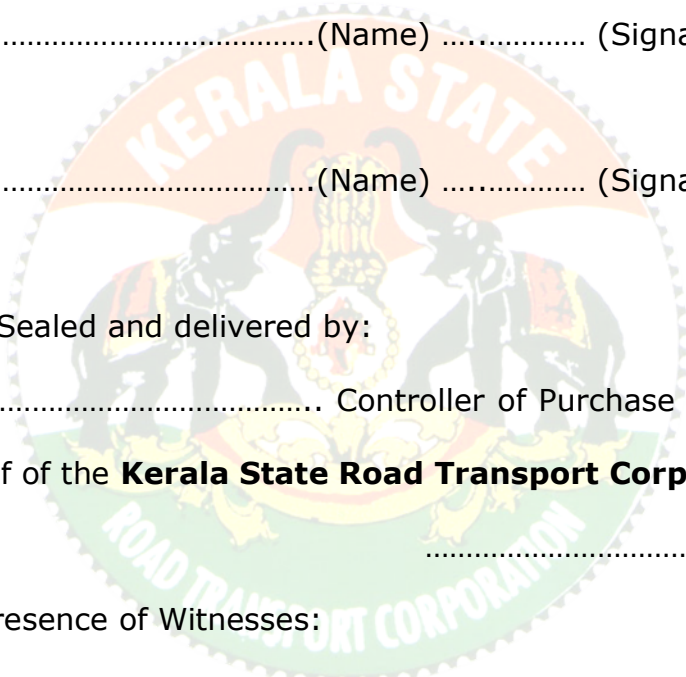 ................................(Name) ................ (Signa
................................(Name) ................ (Signa
Sealed and delivered by:
................................ Controller of Purchase
f of the Kerala State Road Transport Corp
................................
resence of Witnesses:
KERALA STATE
ROAD TRANSPORT CORPORATION